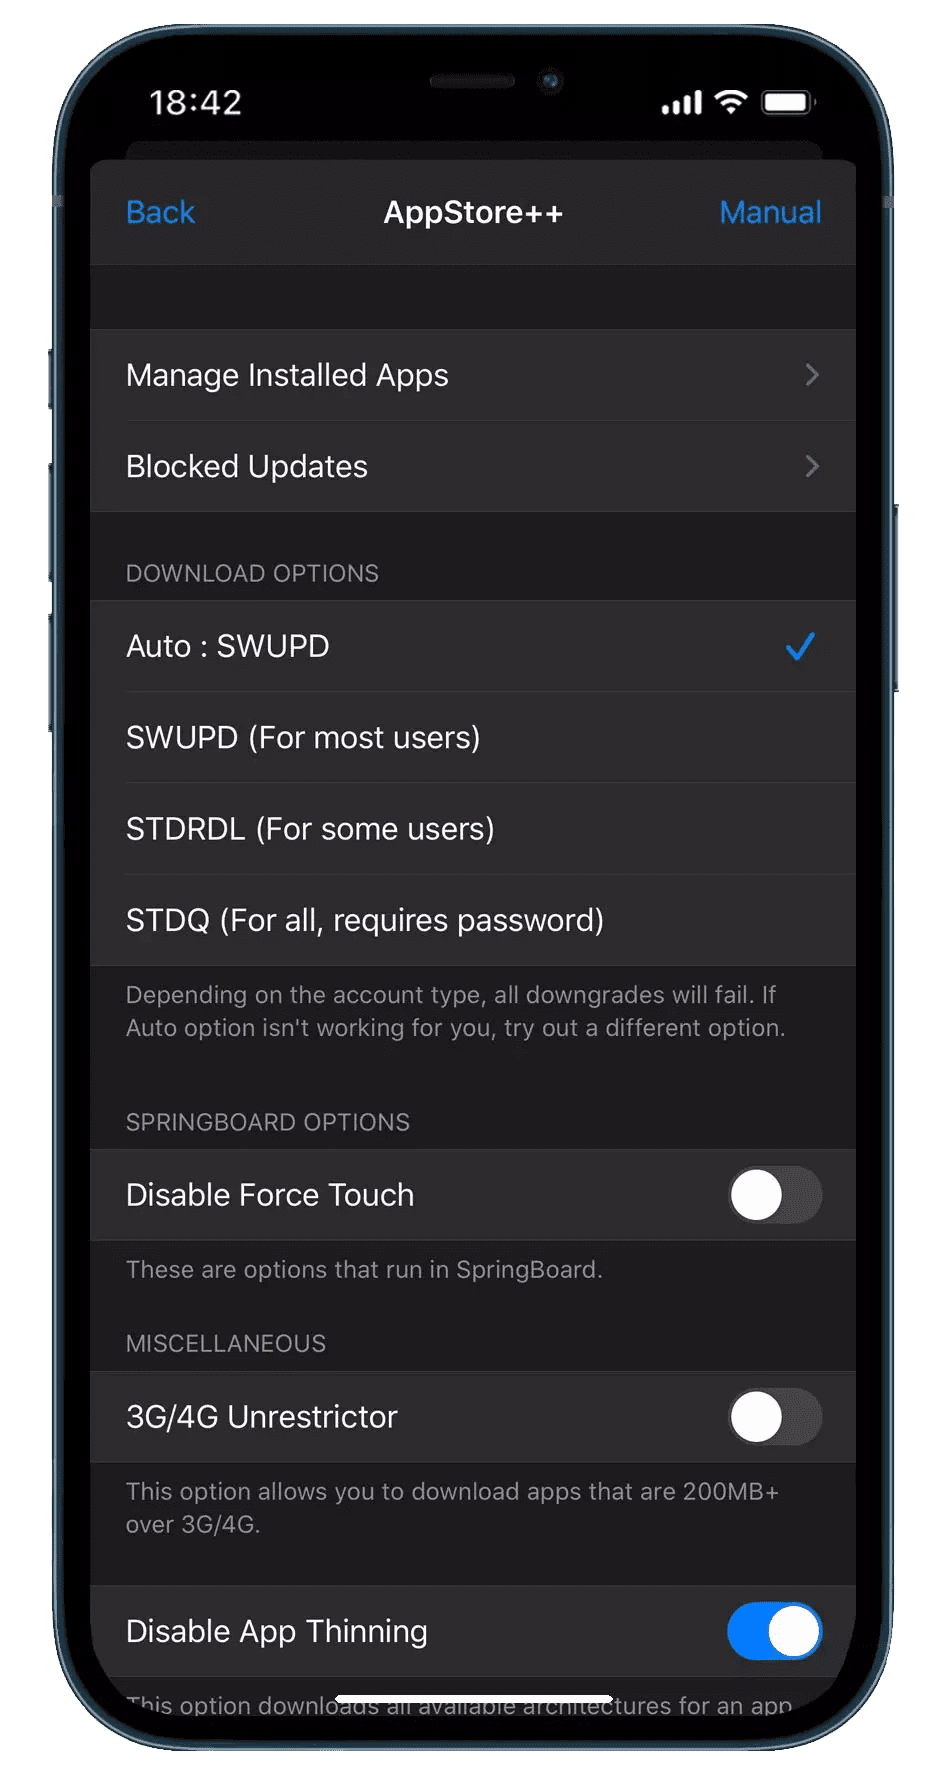 18:42
Back AppStore++ Manual
Manage Installed Apps
Blocked Updates
DOWNLOAD OPTIONS
Auto : SWUPD
SWUPD (For most users)
STDRDL (For some users)
STDQ (For all, requires password)
Depending on the account type, all downgrades will fail. If
Auto option isn't working for you, try out a different option.
SPRINGBOARD OPTIONS
Disable Force Touch
These are options that run in SpringBoard.
MISCELLANEOUS
3G/4G Unrestrictor
This option allows you to download apps that are 200MB+
over 3G/4G.
Disable App Thinning
This option downloads all available architectures for an app